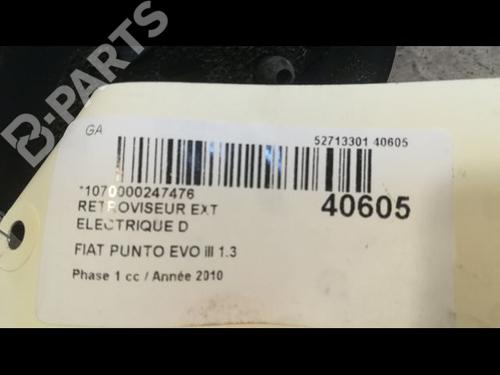 B-PARTS
GA
52713301 40605
*1070000247476
40605
RETROVISEUR EXT
ELECTRIQUE D
FIAT PUNTO EVO iII 1.3
Phase 1 cc / Année 2010